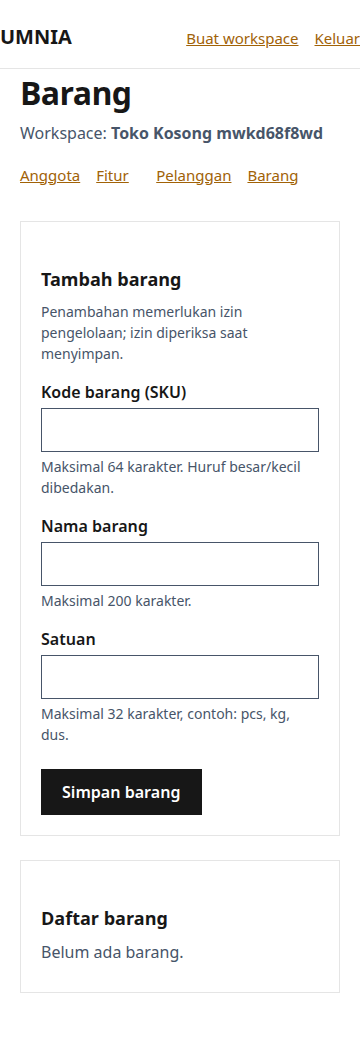 UMNIA Buat workspace Keluar
Barang
Workspace: Toko Kosong mwkd68f8wd
Anggota Fitur Pelanggan Barang
Tambah barang
Penambahan memerlukan izin
pengelolaan; izin diperiksa saat
menyimpan.
Kode barang (SKU)
Maksimal 64 karakter. Huruf besar/kecil
dibedakan.
Nama barang
Maksimal 200 karakter.
Satuan
Maksimal 32 karakter, contoh: pcs, kg,
dus.
Simpan barang
Daftar barang
Belum ada barang.